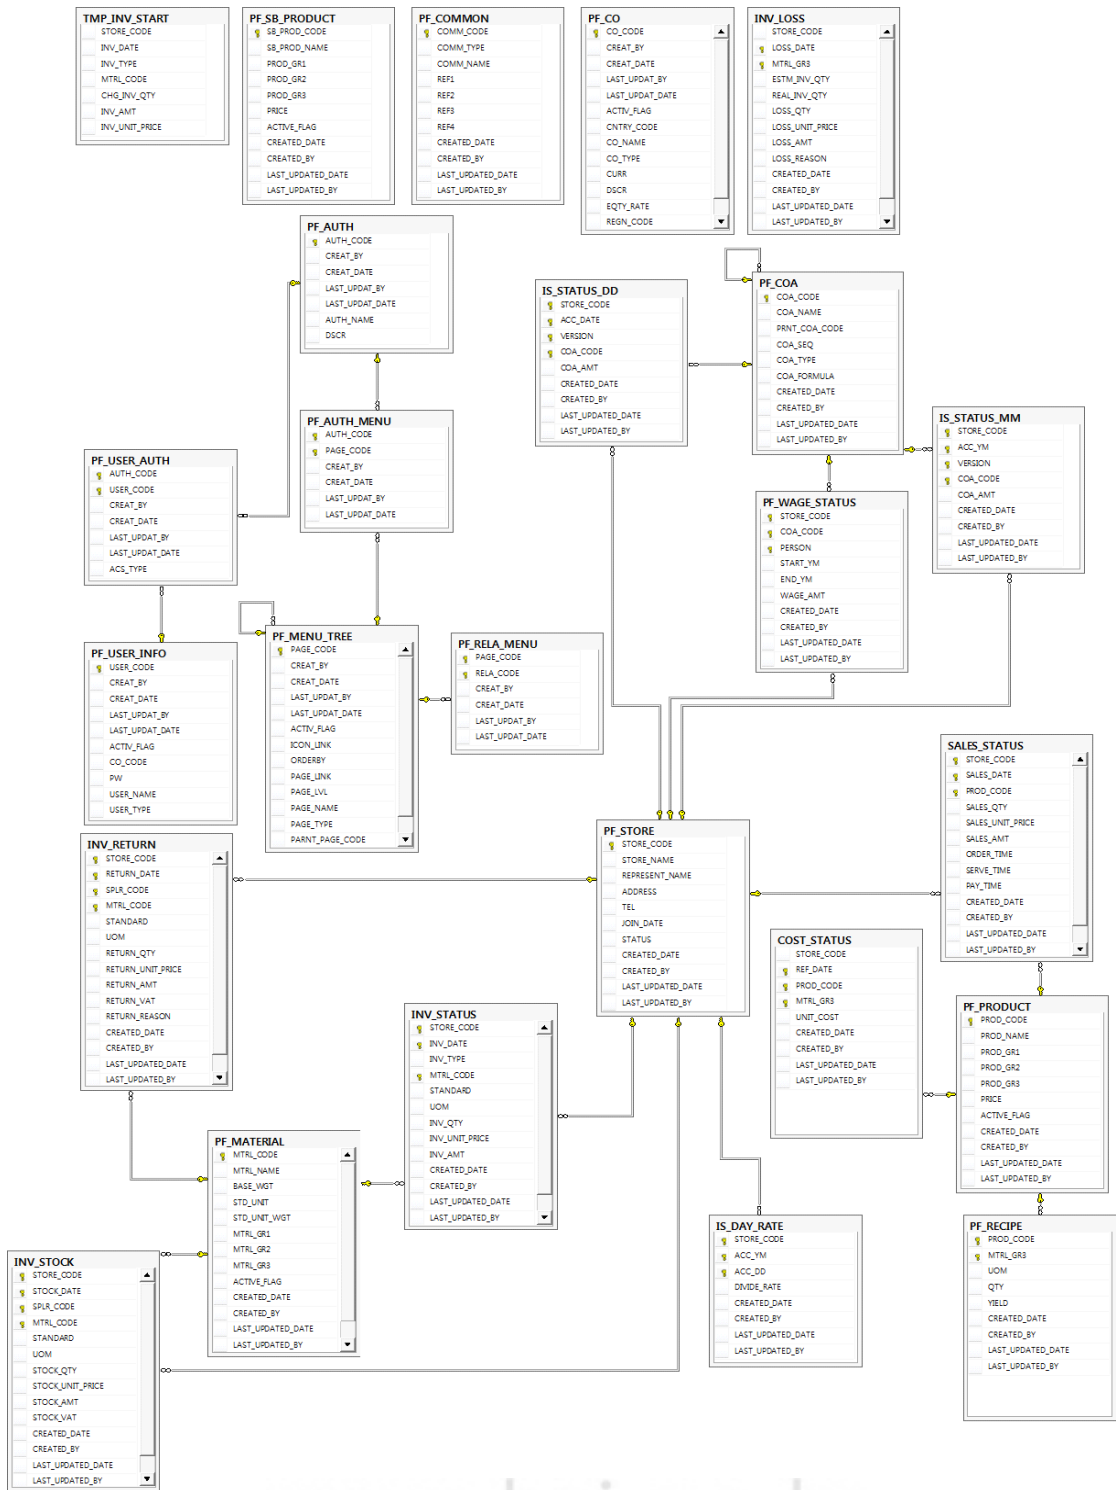 TMP_INV_START
STORE_CODE
INV_DATE
INV_TYPE
MTRL_CODE
CHG_INV_QTY
INV_AMT
INV_UNIT_PRICE
PF_SB_PRODUCT
SB_PROD_CODE
SB_PROD_NAME
PROD_GR1
PROD_GR2
PROD_GR3
PRICE
ACTIVE_FLAG
CREATED_DATE
CREATED_BY
LAST_UPDATED_DATE
LAST_UPDATED_BY
PF_COMMON
COMM_CODE
COMM_TYPE
COMM_NAME
REF1
REF2
REF3
REF4
CREATED_DATE
CREATED_BY
LAST_UPDATED_DATE
LAST_UPDATED_BY
PF_CO
CO_CODE
CREAT_BY
CREAT_DATE
LAST_UPDAT_BY
LAST_UPDAT_DATE
ACTIV_FLAG
CNTRY_CODE
CO_NAME
CO_TYPE
CURR
DSCR
EQTY_RATE
REGN_CODE
INV_LOSS
STORE_CODE
LOSS_DATE
MTRL_GR3
ESTM_INV_QTY
REAL_INV_QTY
LOSS_QTY
LOSS_UNIT_PRICE
LOSS_AMT
LOSS_REASON
CREATED_DATE
CREATED_BY
LAST_UPDATED_DATE
LAST_UPDATED_BY
PF_AUTH
AUTH_CODE
CREAT_BY
CREAT_DATE
LAST_UPDAT_BY
LAST_UPDAT_DATE
AUTH_NAME
DSCR
IS_STATUS_DD
STORE_CODE
ACC_DATE
VERSION
COA_CODE
COA_AMT
CREATED_DATE
CREATED_BY
LAST_UPDATED_DATE
LAST_UPDATED_BY
PF_COA
COA_CODE
COA_NAME
PRNT_COA_CODE
COA_SEQ
COA_TYPE
COA_FORMULA
CREATED_DATE
CREATED_BY
LAST_UPDATED_DATE
LAST_UPDATED_BY
PF_AUTH_MENU
AUTH_CODE
PAGE_CODE
CREAT_BY
CREAT_DATE
LAST_UPDAT_BY
LAST_UPDAT_DATE
IS_STATUS_MM
STORE_CODE
ACC_YM
VERSION
COA_CODE
COA_AMT
CREATED_DATE
CREATED_BY
LAST_UPDATED_DATE
LAST_UPDATED_BY
PF_USER_AUTH
AUTH_CODE
USER_CODE
CREAT_BY
CREAT_DATE
LAST_UPDAT_BY
LAST_UPDAT_DATE
ACS_TYPE
PF_WAGE_STATUS
STORE_CODE
COA_CODE
PERSON
START_YM
END_YM
WAGE_AMT
CREATED_DATE
CREATED_BY
LAST_UPDATED_DATE
LAST_UPDATED_BY
PF_USER_INFO
USER_CODE
CREAT_BY
CREAT_DATE
LAST_UPDAT_BY
LAST_UPDAT_DATE
ACTIV_FLAG
CO_CODE
PW
USER_NAME
USER_TYPE
PF_MENU_TREE
PAGE_CODE
CREAT_BY
CREAT_DATE
LAST_UPDAT_BY
LAST_UPDAT_DATE
ACTIV_FLAG
ICON_LINK
ORDERBY
PAGE_LINK
PAGE_LVL
PAGE_NAME
PAGE_TYPE
PARNT_PAGE_CODE
PF_RELA_MENU
PAGE_CODE
RELA_CODE
CREAT_BY
CREAT_DATE
LAST_UPDAT_BY
LAST_UPDAT_DATE
SALES_STATUS
STORE_CODE
SALES_DATE
PROD_CODE
SALES_QTY
SALES_UNIT_PRICE
SALES_AMT
ORDER_TIME
SERVE_TIME
PAY_TIME
CREATED_DATE
CREATED_BY
LAST_UPDATED_DATE
LAST_UPDATED_BY
INV_RETURN
STORE_CODE
RETURN_DATE
SPLR_CODE
MTRL_CODE
STANDARD
UOM
RETURN_QTY
RETURN_UNIT_PRICE
RETURN_AMT
RETURN_VAT
RETURN_REASON
CREATED_DATE
CREATED_BY
LAST_UPDATED_DATE
LAST_UPDATED_BY
PF_STORE
STORE_CODE
STORE_NAME
REPRESENT_NAME
ADDRESS
TEL
JOIN_DATE
STATUS
CREATED_DATE
CREATED_BY
LAST_UPDATED_DATE
LAST_UPDATED_BY
COST_STATUS
STORE_CODE
REF_DATE
PROD_CODE
MTRL_GR3
UNIT_COST
CREATED_DATE
CREATED_BY
LAST_UPDATED_DATE
LAST_UPDATED_BY
PF_PRODUCT
PROD_CODE
PROD_NAME
PROD_GR1
PROD_GR2
PROD_GR3
PRICE
ACTIVE_FLAG
CREATED_DATE
CREATED_BY
LAST_UPDATED_DATE
LAST_UPDATED_BY
INV_STATUS
STORE_CODE
INV_DATE
INV_TYPE
MTRL_CODE
STANDARD
UOM
INV_QTY
INV_UNIT_PRICE
INV_AMT
CREATED_DATE
CREATED_BY
LAST_UPDATED_DATE
LAST_UPDATED_BY
PF_MATERIAL
MTRL_CODE
MTRL_NAME
BASE_WGT
STD_UNIT
STD_UNIT_WGT
MTRL_GR1
MTRL_GR2
MTRL_GR3
ACTIVE_FLAG
CREATED_DATE
CREATED_BY
LAST_UPDATED_DATE
LAST_UPDATED_BY
IS_DAY_RATE
STORE_CODE
ACC_YM
ACC_DD
DIVIDE_RATE
CREATED_DATE
CREATED_BY
LAST_UPDATED_DATE
LAST_UPDATED_BY
PF_RECIPE
PROD_CODE
MTRL_GR3
UOM
QTY
YIELD
CREATED_DATE
CREATED_BY
LAST_UPDATED_DATE
LAST_UPDATED_BY
INV_STOCK
STORE_CODE
STOCK_DATE
SPLR_CODE
MTRL_CODE
STANDARD
UOM
STOCK_QTY
STOCK_UNIT_PRICE
STOCK_AMT
STOCK_VAT
CREATED_DATE
CREATED_BY
LAST_UPDATED_DATE
LAST_UPDATED_BY